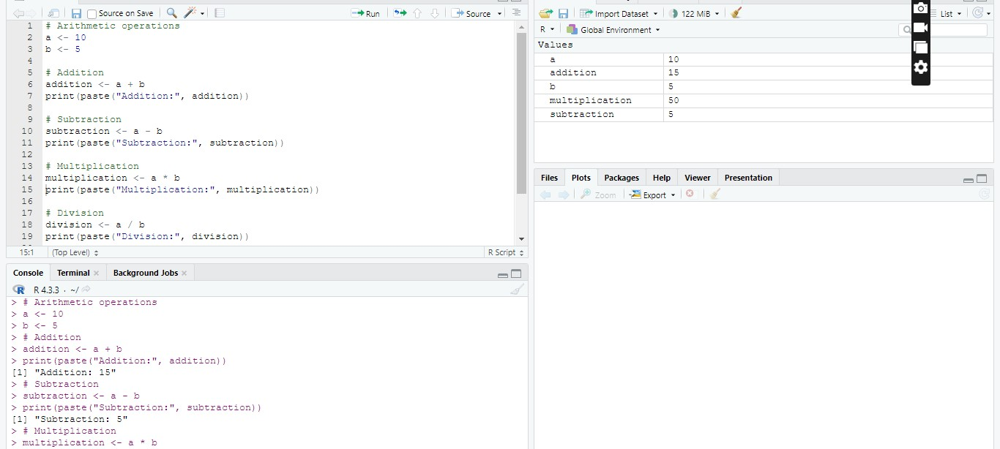 Source on Save
Run
Source
1 # Arithmetic operations
2 a <- 10
3 b <- 5
4
5 # Addition
6 addition <- a + b
7 print(paste("Addition:", addition))
8
9 # Subtraction
10 subtraction <- a - b
11 print(paste("Subtraction:", subtraction))
12
13 # Multiplication
14 multiplication <- a * b
15 print(paste("Multiplication:", multiplication))
16
17 # Division
18 division <- a / b
19 print(paste("Division:", division))
15:1 (Top Level) R Script
Console Terminal Background Jobs
R R 4.3.3 · ~/
> # Arithmetic operations
> a <- 10
> b <- 5
> # Addition
> addition <- a + b
> print(paste("Addition:", addition))
[1] "Addition: 15"
> # Subtraction
> subtraction <- a - b
> print(paste("Subtraction:", subtraction))
[1] "Subtraction: 5"
> # Multiplication
> multiplication <- a * b
Import Dataset 122 MiB List
R Global Environment
Values
a 10
addition 15
b 5
multiplication 50
subtraction 5
Files Plots Packages Help Viewer Presentation
Zoom Export